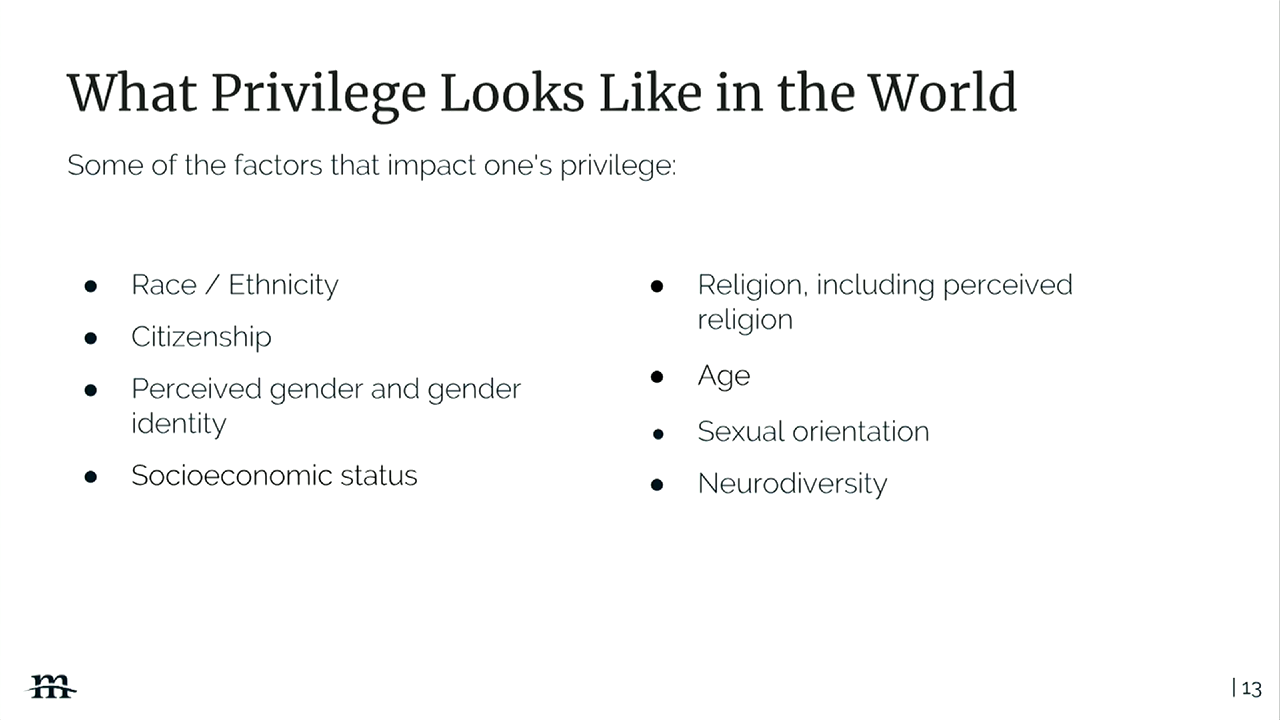 What Privilege Looks Like in the World
Some of the factors that impact one's privilege:
● Race / Ethnicity
● Citizenship
● Perceived gender and gender
identity
● Socioeconomic status
● Religion, including perceived
religion
● Age
● Sexual orientation
● Neurodiversity
m
| 13